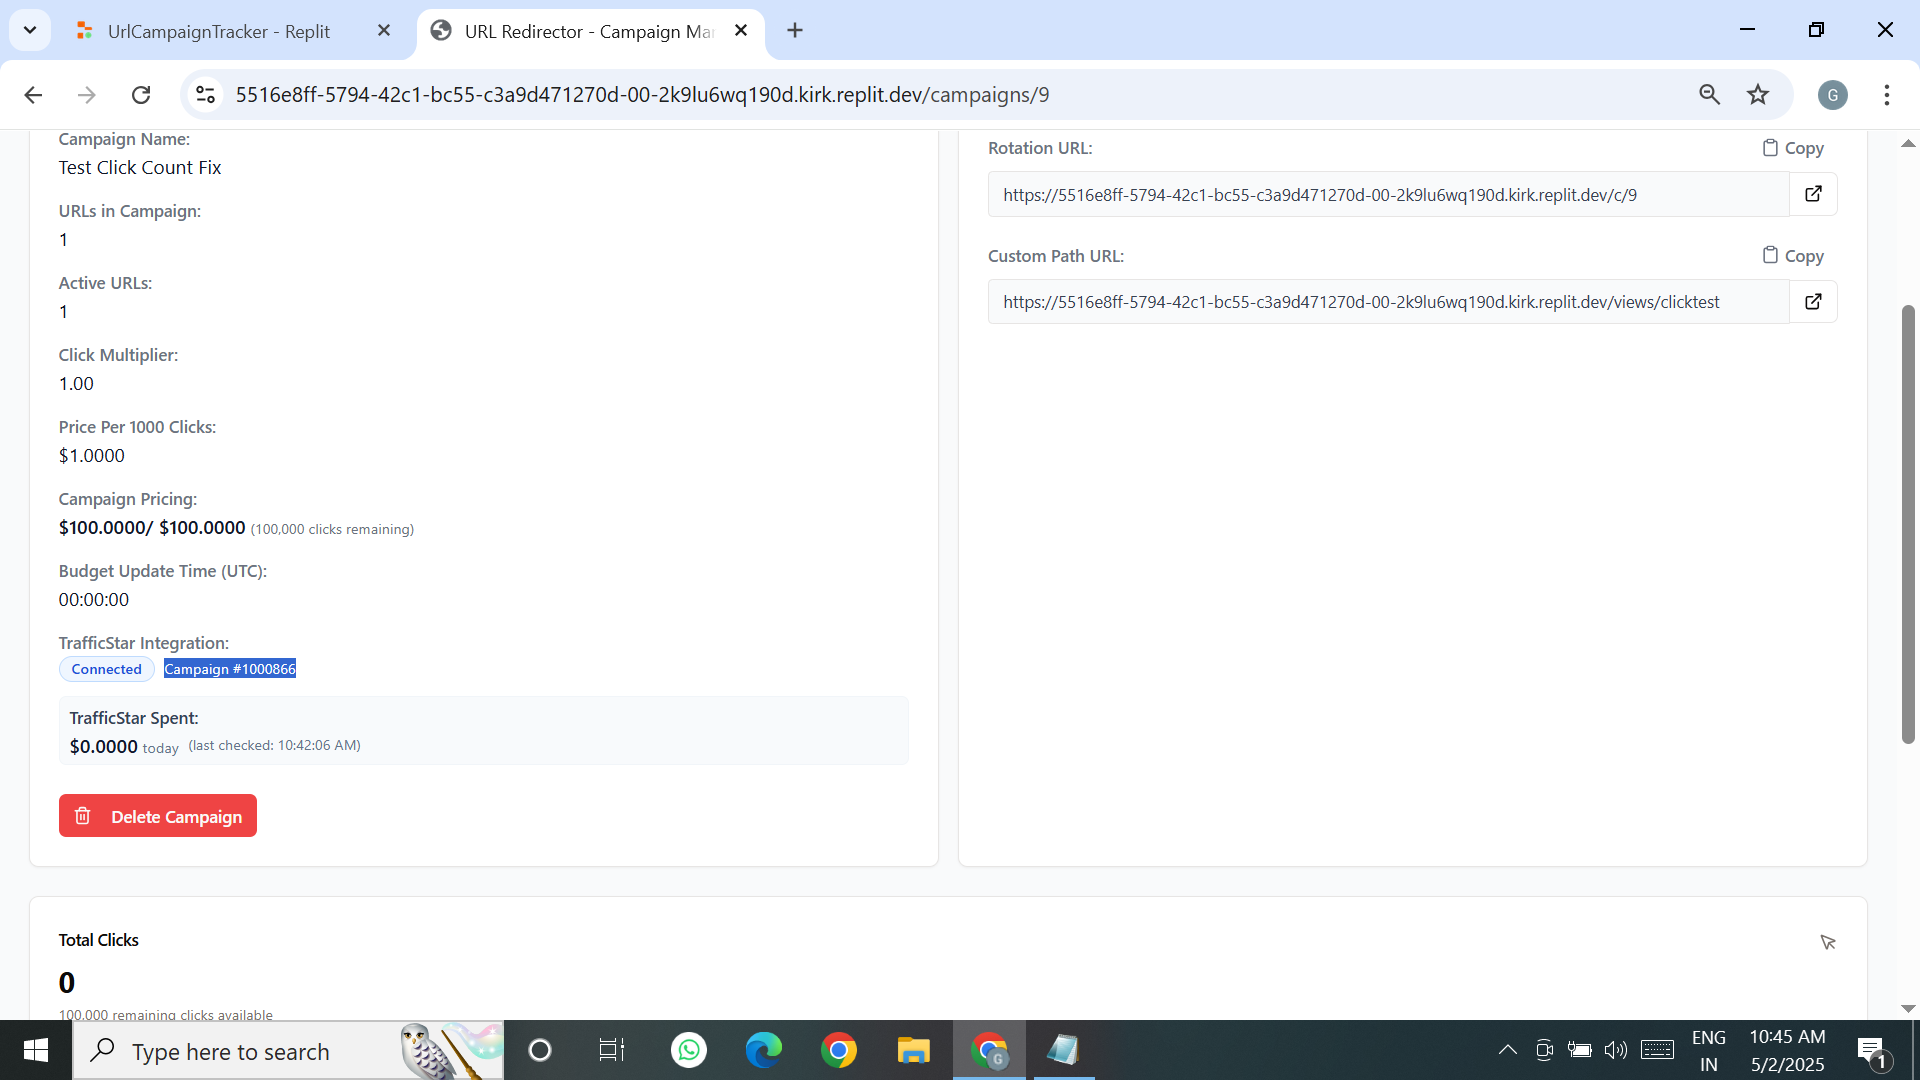 UrlCampaignTracker - Replit
URL Redirector - Campaign Ma
5516e8ff-5794-42c1-bc55-c3a9d471270d-00-2k9lu6wq190d.kirk.replit.dev/campaigns/9
G
Campaign Name:
Test Click Count Fix
URLs in Campaign:
1
Active URLs:
1
Click Multiplier:
1.00
Price Per 1000 Clicks:
$1.0000
Campaign Pricing:
$100.0000/ $100.0000 (100,000 clicks remaining)
Budget Update Time (UTC):
00:00:00
TrafficStar Integration:
Connected Campaign #1000866
TrafficStar Spent:
$0.0000 today (last checked: 10:42:06 AM)
Delete Campaign
Rotation URL:
Copy
https://5516e8ff-5794-42c1-bc55-c3a9d471270d-00-2k9lu6wq190d.kirk.replit.dev/c/9
Custom Path URL:
Copy
https://5516e8ff-5794-42c1-bc55-c3a9d471270d-00-2k9lu6wq190d.kirk.replit.dev/views/clicktest
Total Clicks
0
100,000 remaining clicks available
Type here to search
G
ENG
IN
10:45 AM
5/2/2025
1